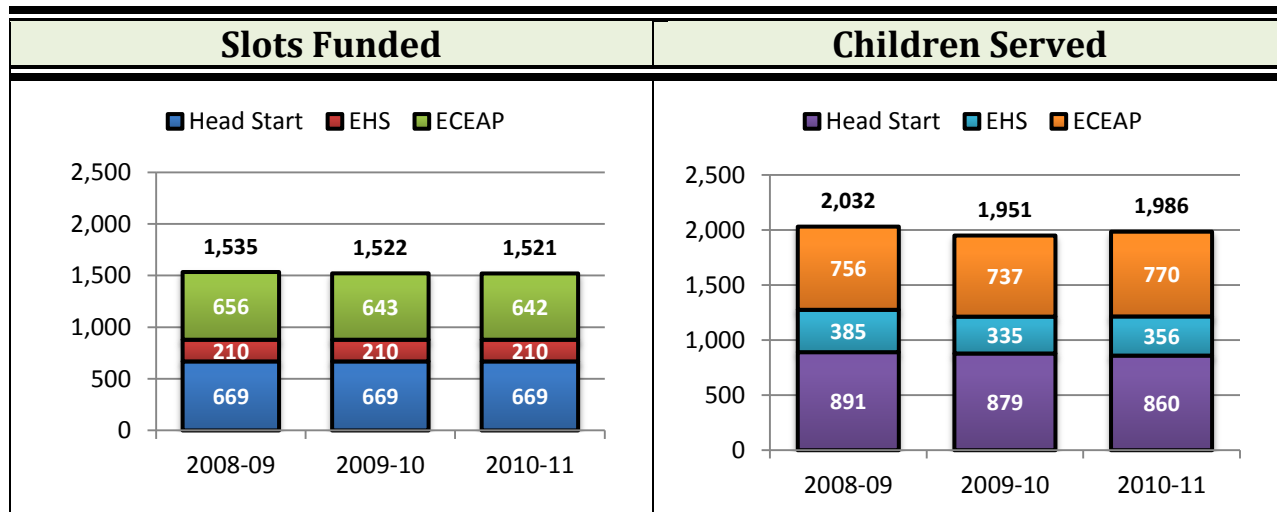 Slots Funded
Children Served
Head Start EHS ECEAP
2,500
2,000
1,500
1,000
500
0
1,535 1,522 1,521
656 643 642
210 210 210
669 669 669
2008-09 2009-10 2010-11
Head Start EHS ECEAP
2,500
2,000
1,500
1,000
500
0
2,032 1,951 1,986
756 737 770
385 335 356
891 879 860
2008-09 2009-10 2010-11